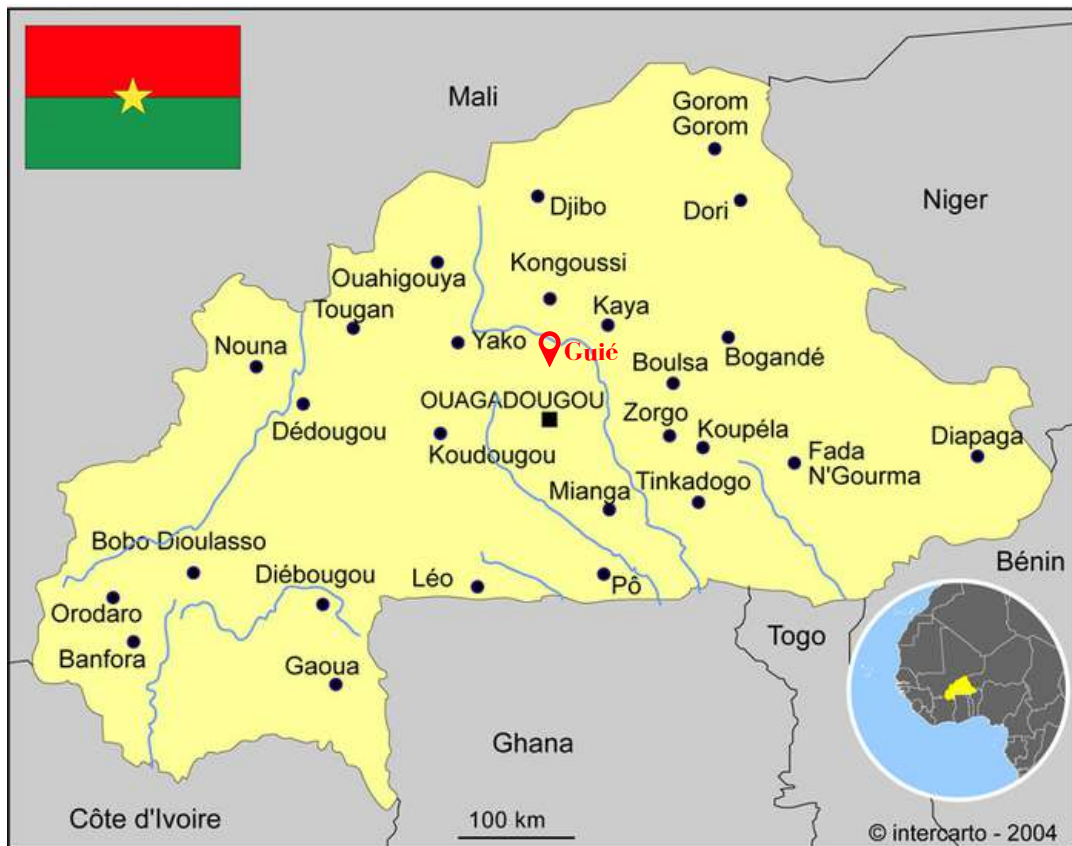 Mali
Gorom
Gorom
Niger
Djibo
Dori
Ouahigouya
Kongoussi
Tougan
Kaya
Nouna
Yako
Guié
Bogandé
Boulsa
OUAGADOUGOU
Dédougou
Koudougou
Zorgo
Koupéla
Fada
N'Gourma
Diapaga
Mianga
Tinkadogo
Bobo Dioulasso
Diébougou
Léo
Pô
Bénin
Orodaro
Banfora
Gaoua
Togo
Ghana
Côte d'Ivoire
100 km
© intercarto - 2004